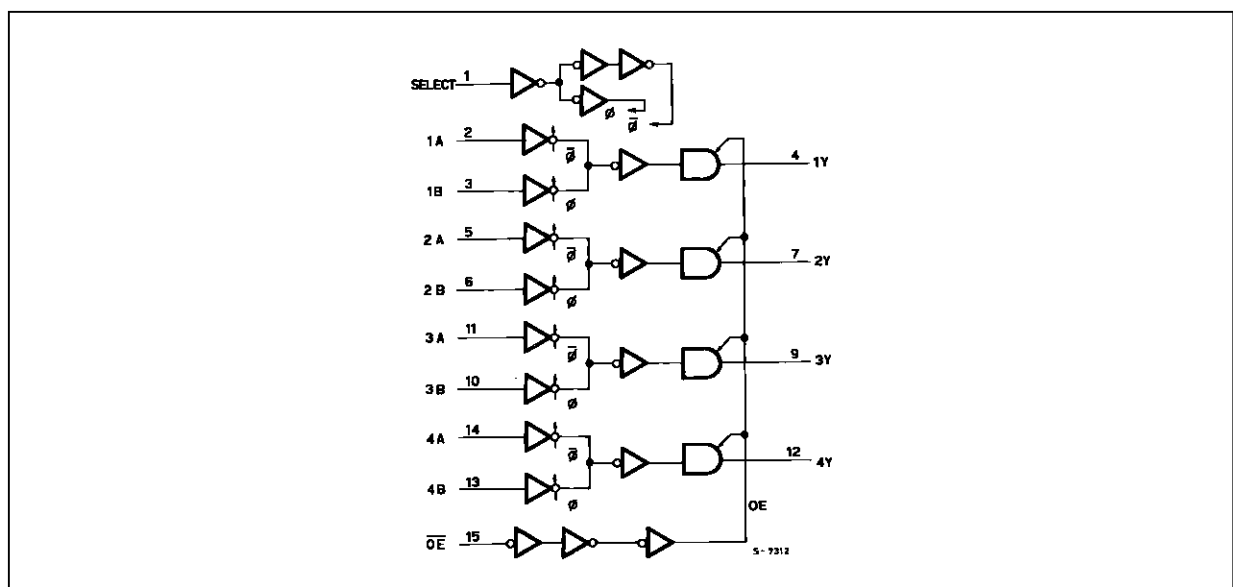 SELECT 1
Ø
Ø̅
1A 2
Ø̅
4 1Y
1B 3
Ø
2A 5
Ø̅
7 2Y
2B 6
Ø
3A 11
Ø̅
9 3Y
3B 10
Ø
4A 14
Ø̅
12 4Y
4B 13
Ø
OE
O̅E̅ 15
S-7312